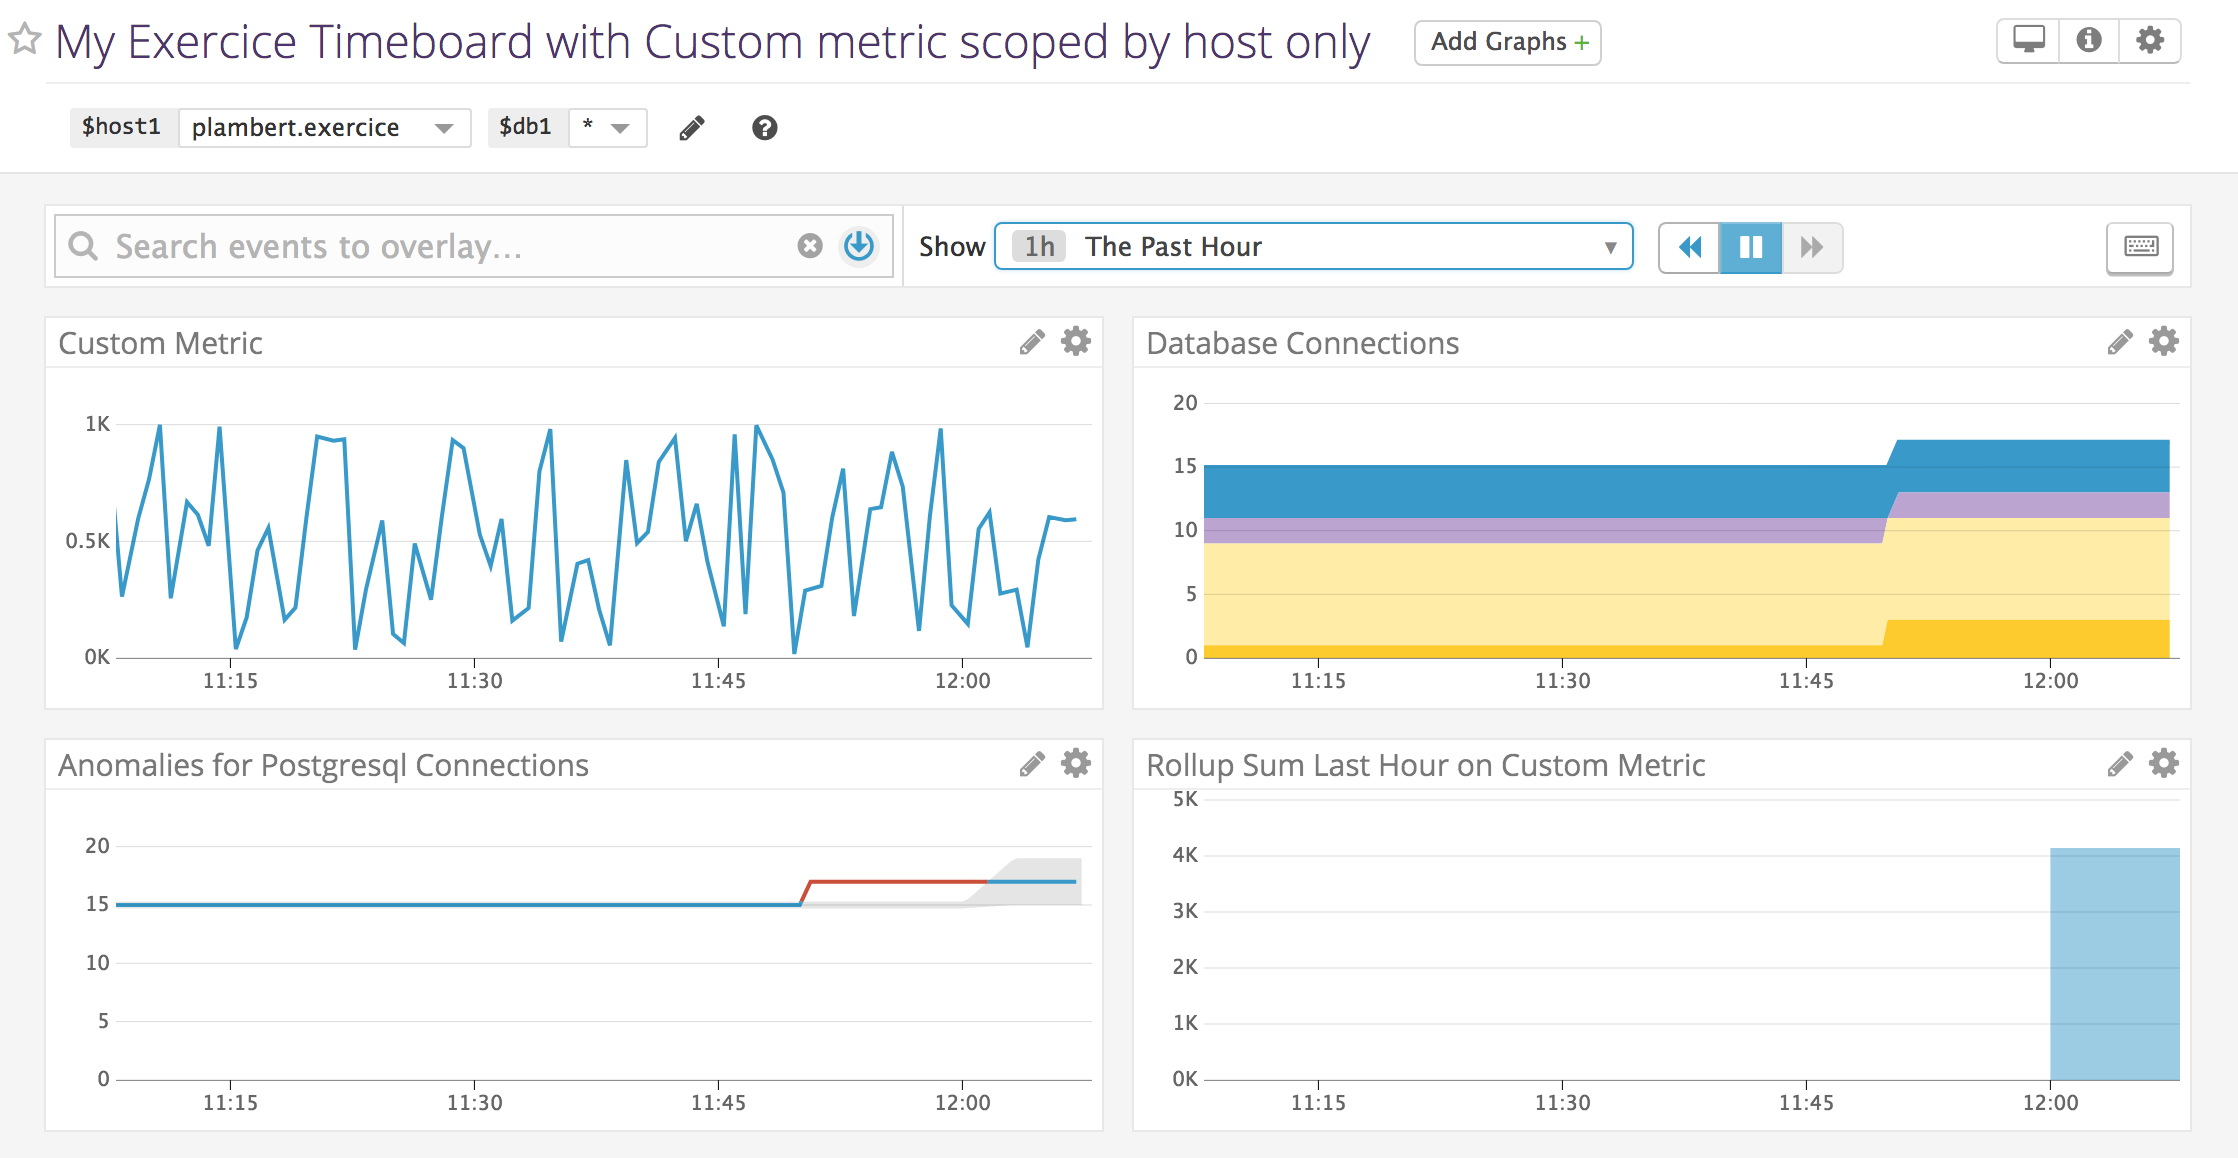 My Exercice Timeboard with Custom metric scoped by host only
Add Graphs +
$host1 plambert.exercice $db1 *
Search events to overlay...
Show 1h The Past Hour
Custom Metric
1K
0.5K
0K
11:15 11:30 11:45 12:00
Database Connections
20
15
10
5
0
11:15 11:30 11:45 12:00
Anomalies for Postgresql Connections
20
15
10
5
0
11:15 11:30 11:45 12:00
Rollup Sum Last Hour on Custom Metric
5K
4K
3K
2K
1K
0K
11:15 11:30 11:45 12:00